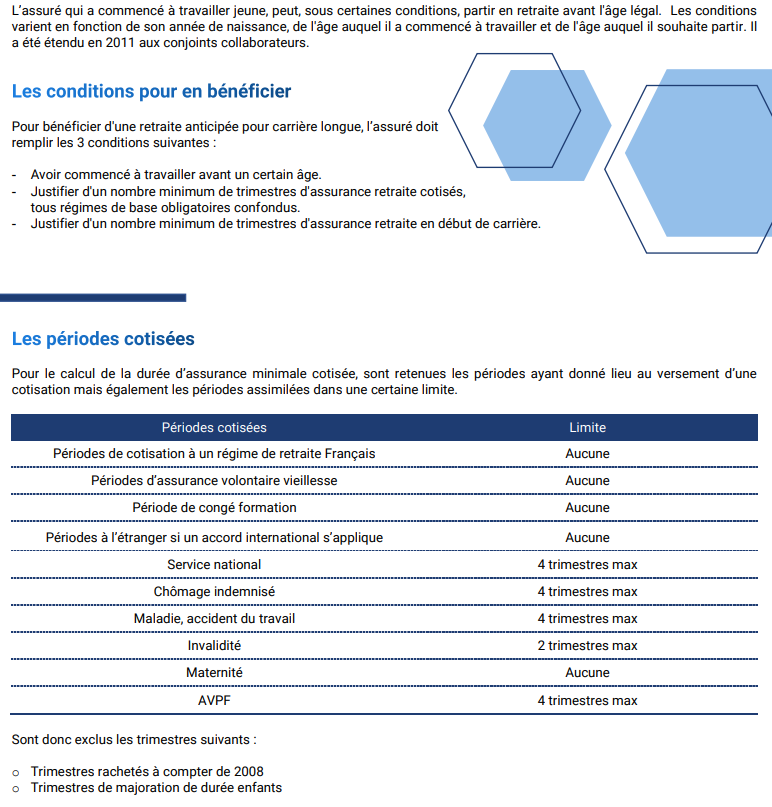 L'assuré qui a commencé à travailler jeune, peut, sous certaines conditions, partir en retraite avant l'âge légal. Les conditions
varient en fonction de son année de naissance, de l'âge auquel il a commencé à travailler et de l'âge auquel il souhaite partir. Il
a été étendu en 2011 aux conjoints collaborateurs.
Les conditions pour en bénéficier
Pour bénéficier d'une retraite anticipée pour carrière longue, l'assuré doit
remplir les 3 conditions suivantes :
- Avoir commencé à travailler avant un certain âge.
- Justifier d'un nombre minimum de trimestres d'assurance retraite cotisés,
tous régimes de base obligatoires confondus.
- Justifier d'un nombre minimum de trimestres d'assurance retraite en début de carrière.
Les périodes cotisées
Pour le calcul de la durée d'assurance minimale cotisée, sont retenues les périodes ayant donné lieu au versement d'une
cotisation mais également les périodes assimilées dans une certaine limite.
Périodes cotisées Limite
Périodes de cotisation à un régime de retraite Français Aucune
Périodes d'assurance volontaire vieillesse Aucune
Période de congé formation Aucune
Périodes à l'étranger si un accord international s'applique Aucune
Service national 4 trimestres max
Chômage indemnisé 4 trimestres max
Maladie, accident du travail 4 trimestres max
Invalidité 2 trimestres max
Maternité Aucune
AVPF 4 trimestres max
Sont donc exclus les trimestres suivants :
o Trimestres rachetés à compter de 2008
o Trimestres de majoration de durée enfants